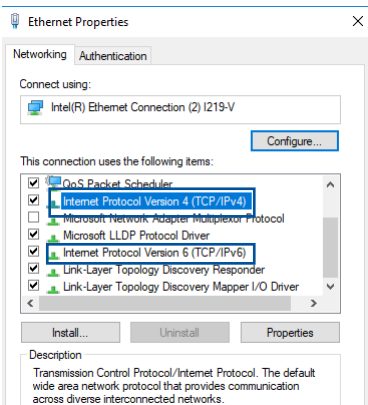 Ethernet Properties
Networking Authentication
Connect using:
Intel(R) Ethernet Connection (2) I219-V
Configure...
This connection uses the following items:
QoS Packet Scheduler
Internet Protocol Version 4 (TCP/IPv4)
Microsoft Network Adapter Multiplexor Protocol
Microsoft LLDP Protocol Driver
Internet Protocol Version 6 (TCP/IPv6)
Link-Layer Topology Discovery Responder
Link-Layer Topology Discovery Mapper I/O Driver
Install... Uninstall Properties
Description
Transmission Control Protocol/Internet Protocol. The default
wide area network protocol that provides communication
across diverse interconnected networks.